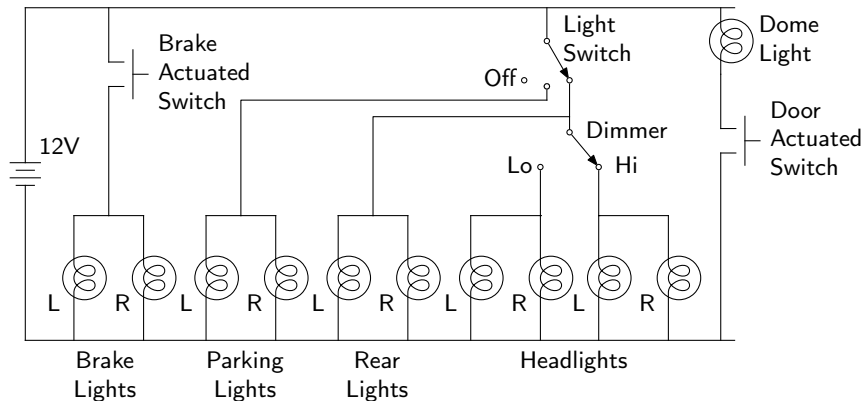 Brake
Actuated
Switch
Light
Switch
Off
Dome
Light
12V
Dimmer
Lo
Hi
Door
Actuated
Switch
L R L R L R L R L R
Brake
Lights
Parking
Lights
Rear
Lights
Headlights